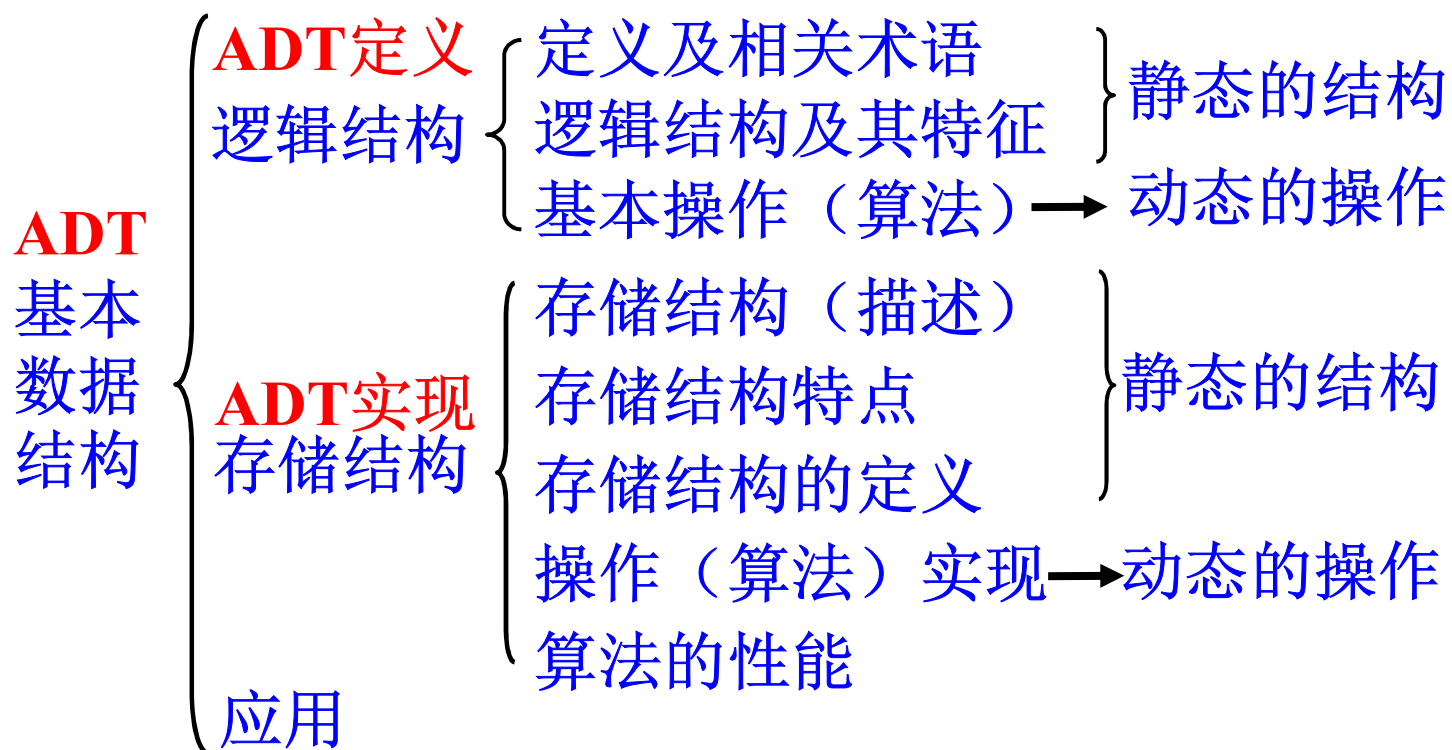 ADT
基本
数据
结构
ADT定义
逻辑结构
定义及相关术语
逻辑结构及其特征
基本操作（算法）
静态的结构
动态的操作
ADT实现
存储结构
存储结构（描述）
存储结构特点
存储结构的定义
操作（算法）实现
算法的性能
静态的结构
动态的操作
应用